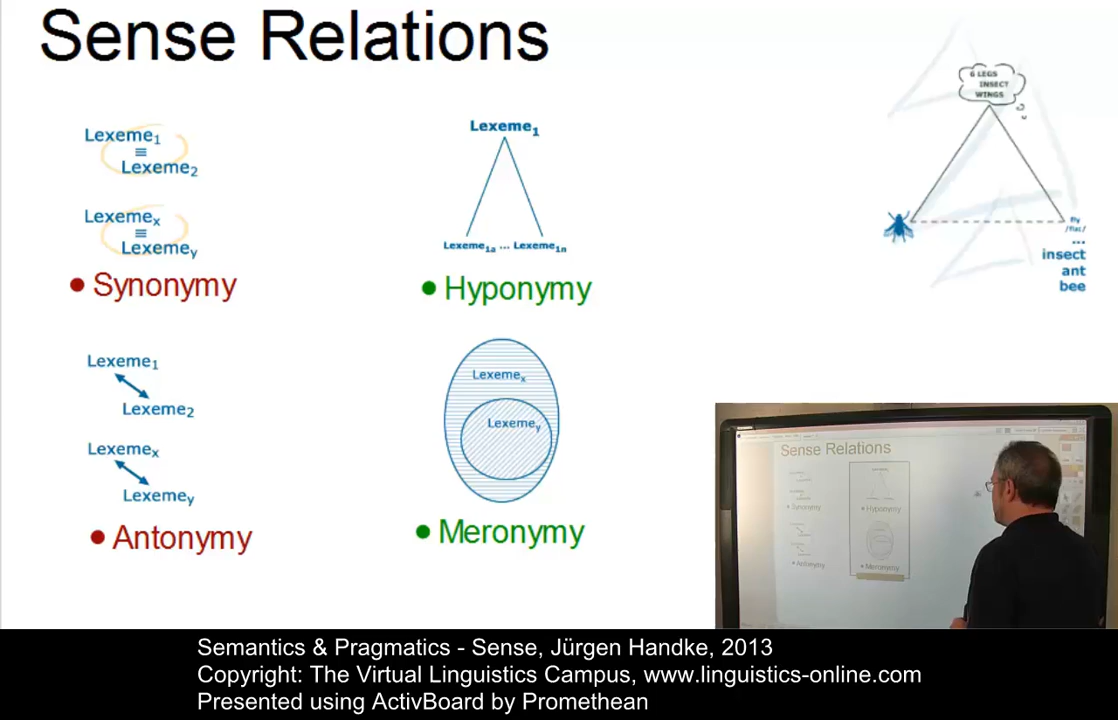 Sense Relations
Lexeme1
≡
Lexeme2
Lexemex
≡
Lexemey
• Synonymy
Lexeme1
Lexeme1a ... Lexeme1n
• Hyponymy
6 LEGS
INSECT
WINGS
fly
/flaɪ/
...
insect
ant
bee
Lexeme1
Lexeme2
Lexemex
Lexemey
• Antonymy
Lexemex
Lexemey
• Meronymy
Sense Relations
• Synonymy
• Hyponymy
• Antonymy
• Meronymy
Semantics & Pragmatics - Sense, Jürgen Handke, 2013
Copyright: The Virtual Linguistics Campus, www.linguistics-online.com
Presented using ActivBoard by Promethean